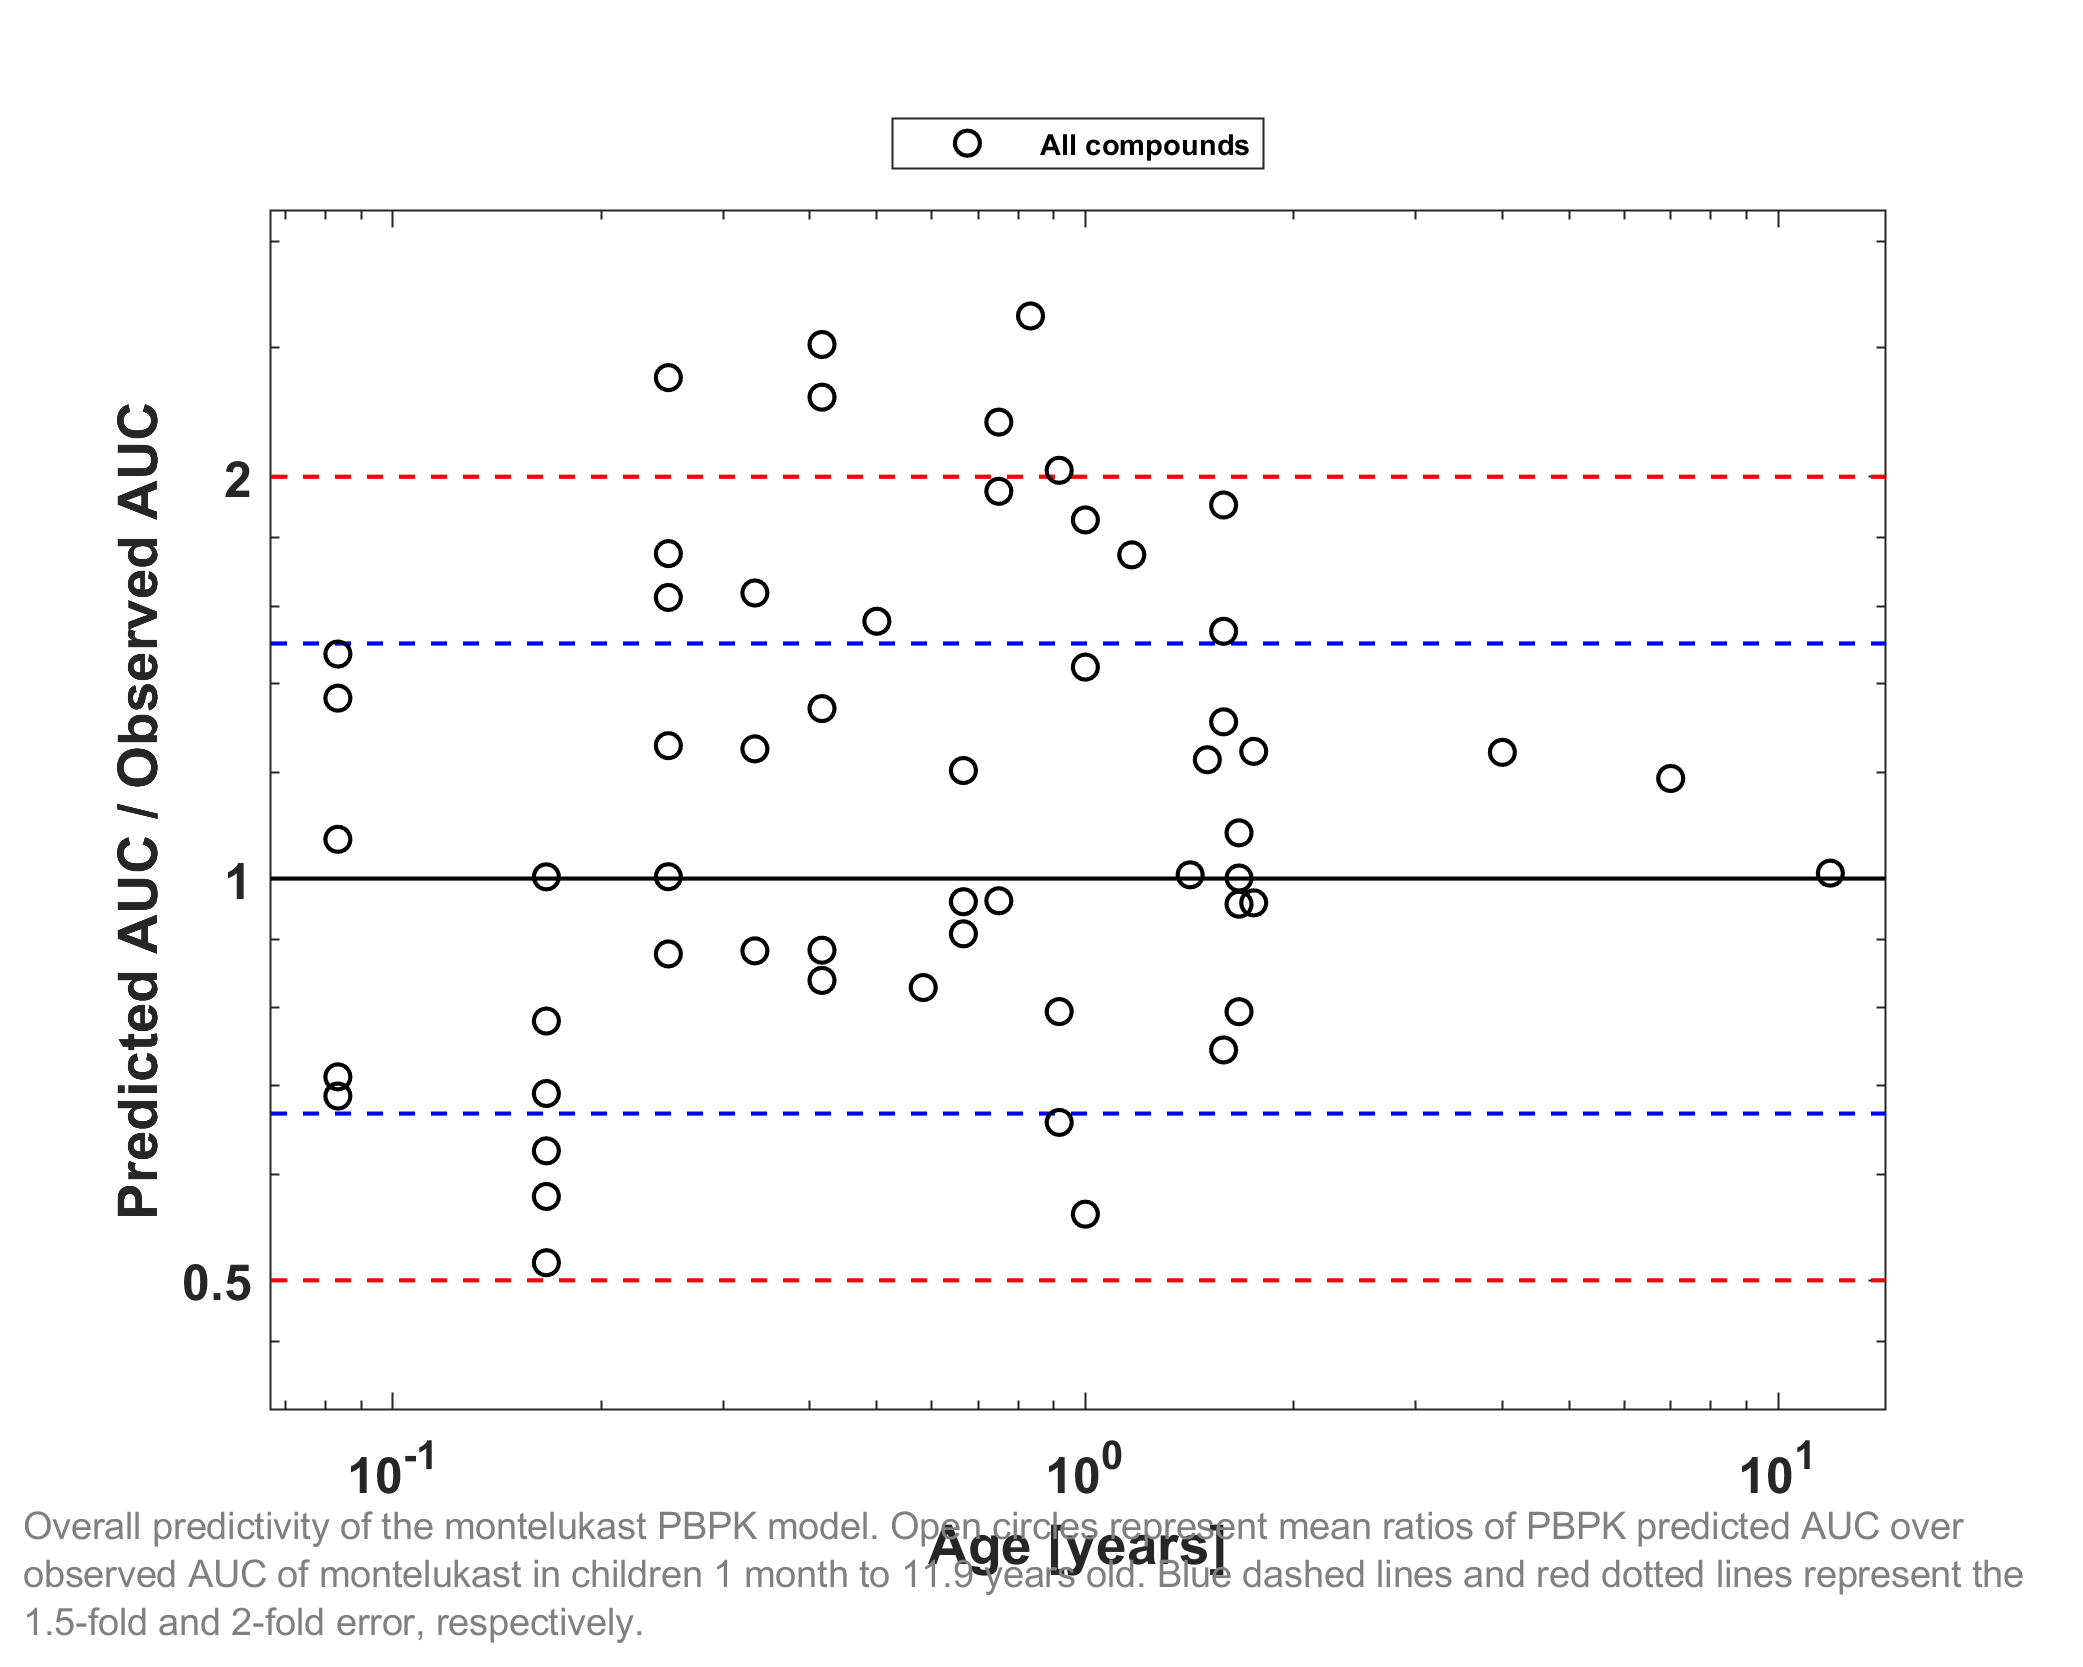 All compounds
Predicted AUC / Observed AUC
2
1
0.5
10-1
100
101
Age [years]
Overall predictivity of the montelukast PBPK model. Open circles represent mean ratios of PBPK predicted AUC over
observed AUC of montelukast in children 1 month to 11.9 years old. Blue dashed lines and red dotted lines represent the
1.5-fold and 2-fold error, respectively.